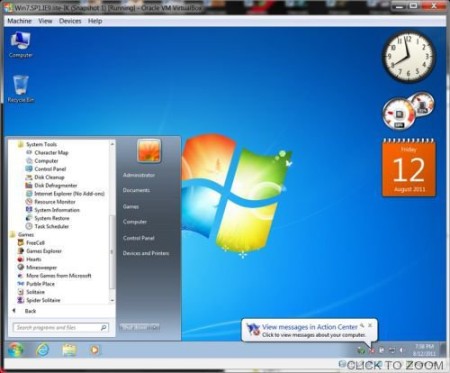 Win7.SP1.IE9.lite-IK (Snapshot 1) [Running] - Oracle VM VirtualBox
Machine View Devices Help
Computer
Recycle Bin
Friday
12
August 2011
System Tools
Character Map
Computer
Control Panel
Disk Cleanup
Disk Defragmenter
Internet Explorer (No Add-ons)
Resource Monitor
System Information
System Restore
Task Scheduler
Games
FreeCell
Games Explorer
Hearts
Minesweeper
More Games from Microsoft
Purble Place
Solitaire
Spider Solitaire
Back
Search programs and files
Administrator
Documents
Games
Computer
Control Panel
Devices and Printers
Shut down
View messages in Action Center
Click to view messages about your computer.
7:58 PM
8/12/2011
CLICK TO ZOOM